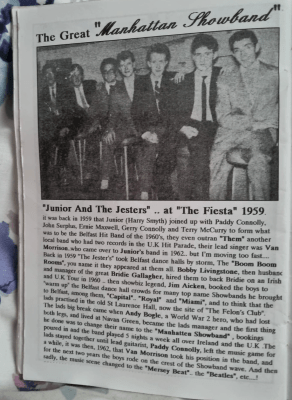 The Great "Manhattan Showband"
"Junior And The Jesters" .. at "The Fiesta" 1959.
it was back in 1959 that Junior (Harry Smyth) joined up with Paddy Connolly,
John Surplus, Ernie Maxwell, Gerry Connolly and Terry McCurry to form what
was to be the Belfast Hit Band of the 1960's, they even outran "Them" another
local band who had two records in the U.K Hit Parade, their lead singer was Van
Morrison, who came over to Junior's band in 1962.. but I'm moving too fast...
Back in 1959 "The Jesters" took Belfast dance halls by storm, The "Boom Boom
Rooms", you name it they appeared at them all. Bobby Livingstone, then husband
and manager of the great Bridie Gallagher, hired them to back Bridie on an Irish
and U.K Tour in 1960 .. then showbiz legend, Jim Aicken, booked the boys to
"warm up" the Belfast dance hall crowds for many top name Showbands he brought
to Belfast, among them, "Capital". "Royal" and "Miami", and to think that the
lads practised in the old St Laurence Hall, now the site of "The Felon's Club".
The lads big break came when Andy Bogle, a World War 2 hero, who had lost
both legs, and lived at Navan Green, became the lads manager and the first thing
he done was to change their name to the "Manhattan Showband" , bookings
poured in and the band played 5 nights a week all over Ireland and the U.K .The
lads stayed together until lead guitarist, Paddy Connolly, left the music game for
a while, it was then, 1962, that Van Morrison took his position in the band, and
for the next two years the boys rode on the crest of the Showband wave. And then
sadly, the music scene changed to the "Mersey Beat". the "Beatles", etc...!